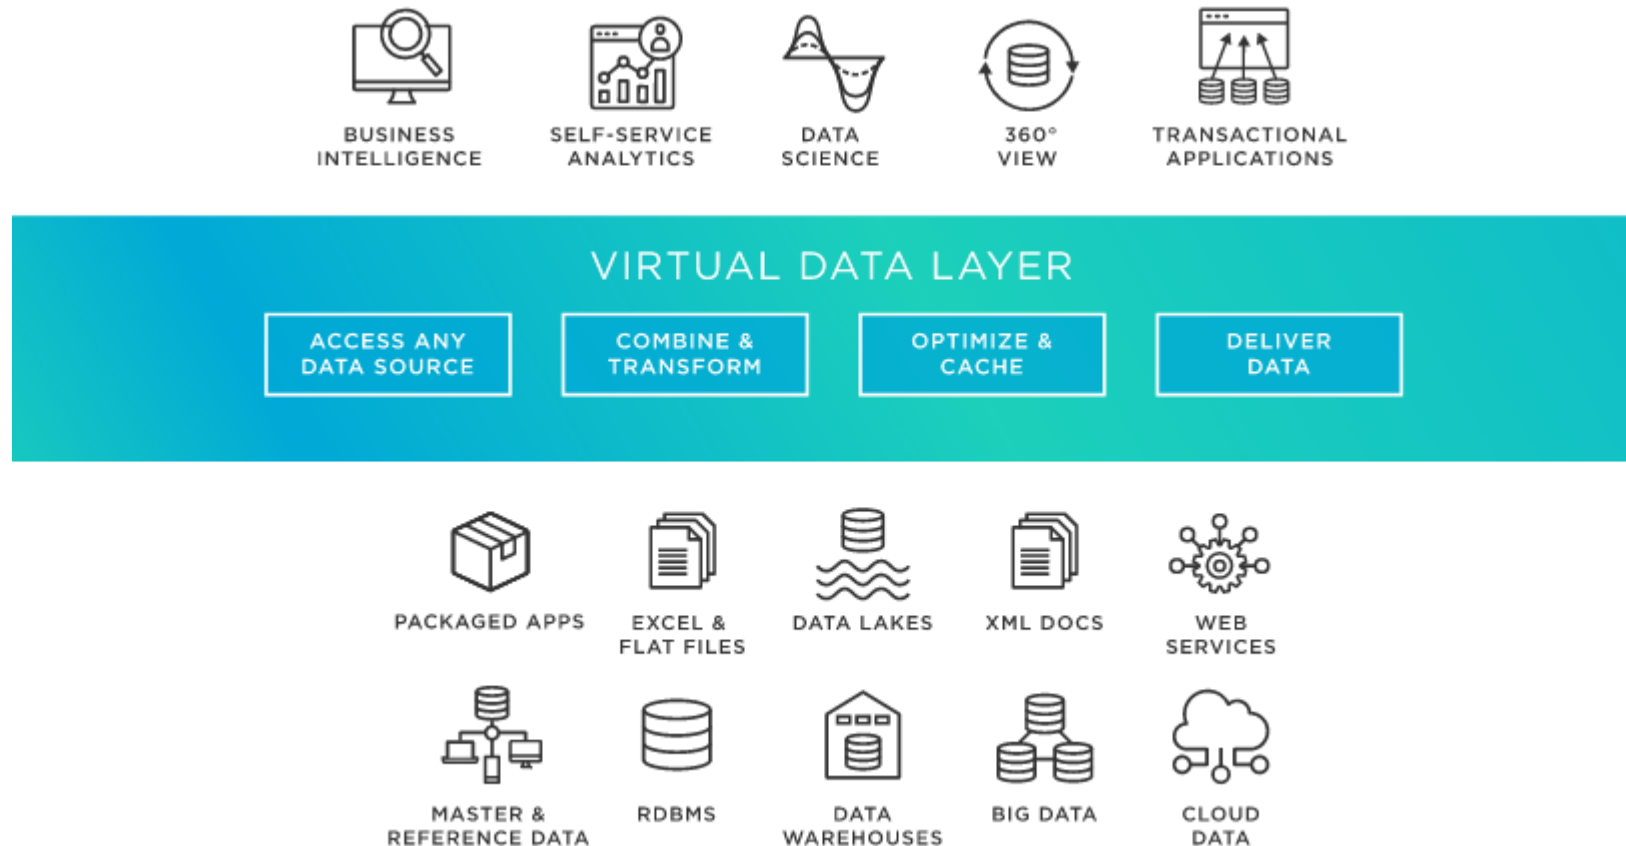 BUSINESS
INTELLIGENCE
SELF-SERVICE
ANALYTICS
DATA
SCIENCE
360°
VIEW
TRANSACTIONAL
APPLICATIONS
VIRTUAL DATA LAYER
ACCESS ANY
DATA SOURCE
COMBINE &
TRANSFORM
OPTIMIZE &
CACHE
DELIVER
DATA
PACKAGED APPS
EXCEL &
FLAT FILES
DATA LAKES
XML DOCS
WEB
SERVICES
MASTER &
REFERENCE DATA
RDBMS
DATA
WAREHOUSES
BIG DATA
CLOUD
DATA